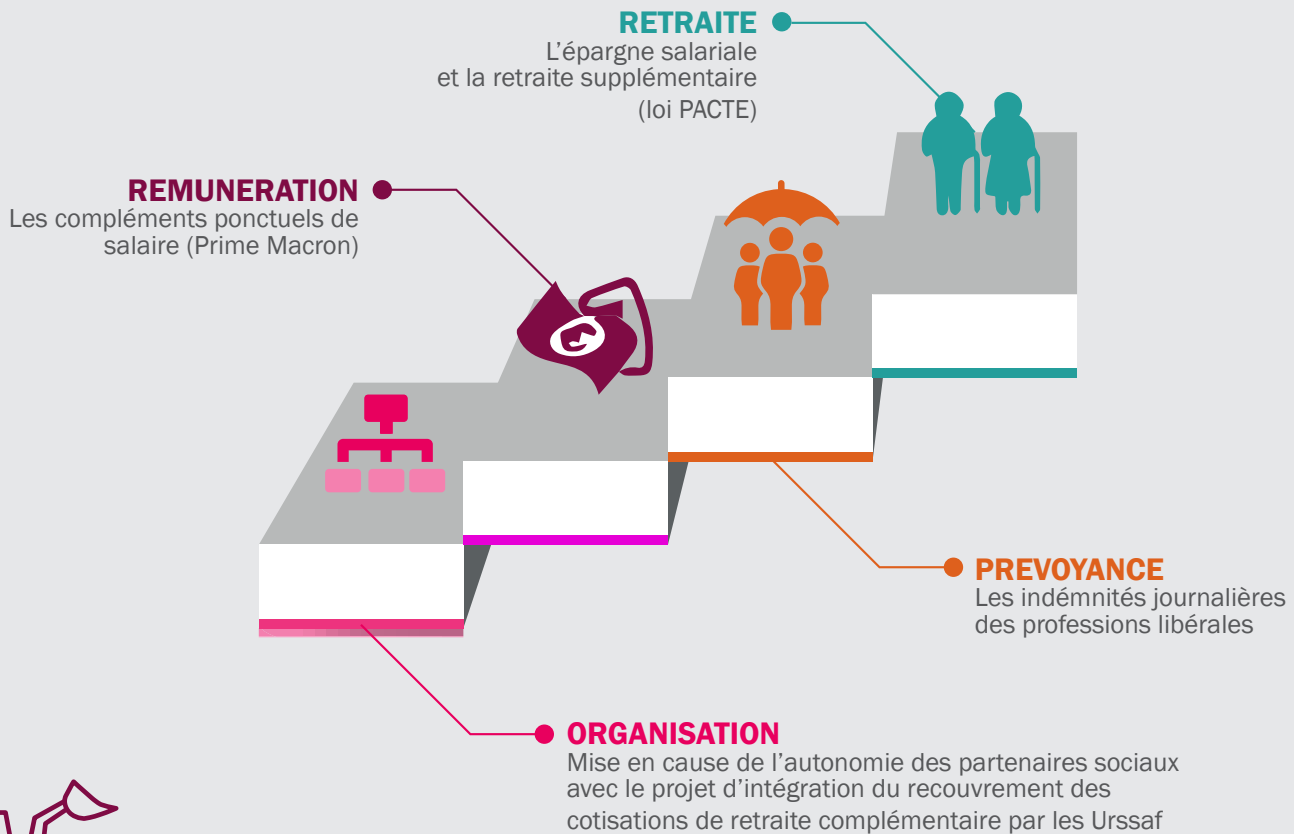 RETRAITE
L'épargne salariale
et la retraite supplémentaire
(loi PACTE)
REMUNERATION
Les compléments ponctuels de
salaire (Prime Macron)
PREVOYANCE
Les indémnités journalières
des professions libérales
ORGANISATION
Mise en cause de l'autonomie des partenaires sociaux
avec le projet d'intégration du recouvrement des
cotisations de retraite complémentaire par les Urssaf